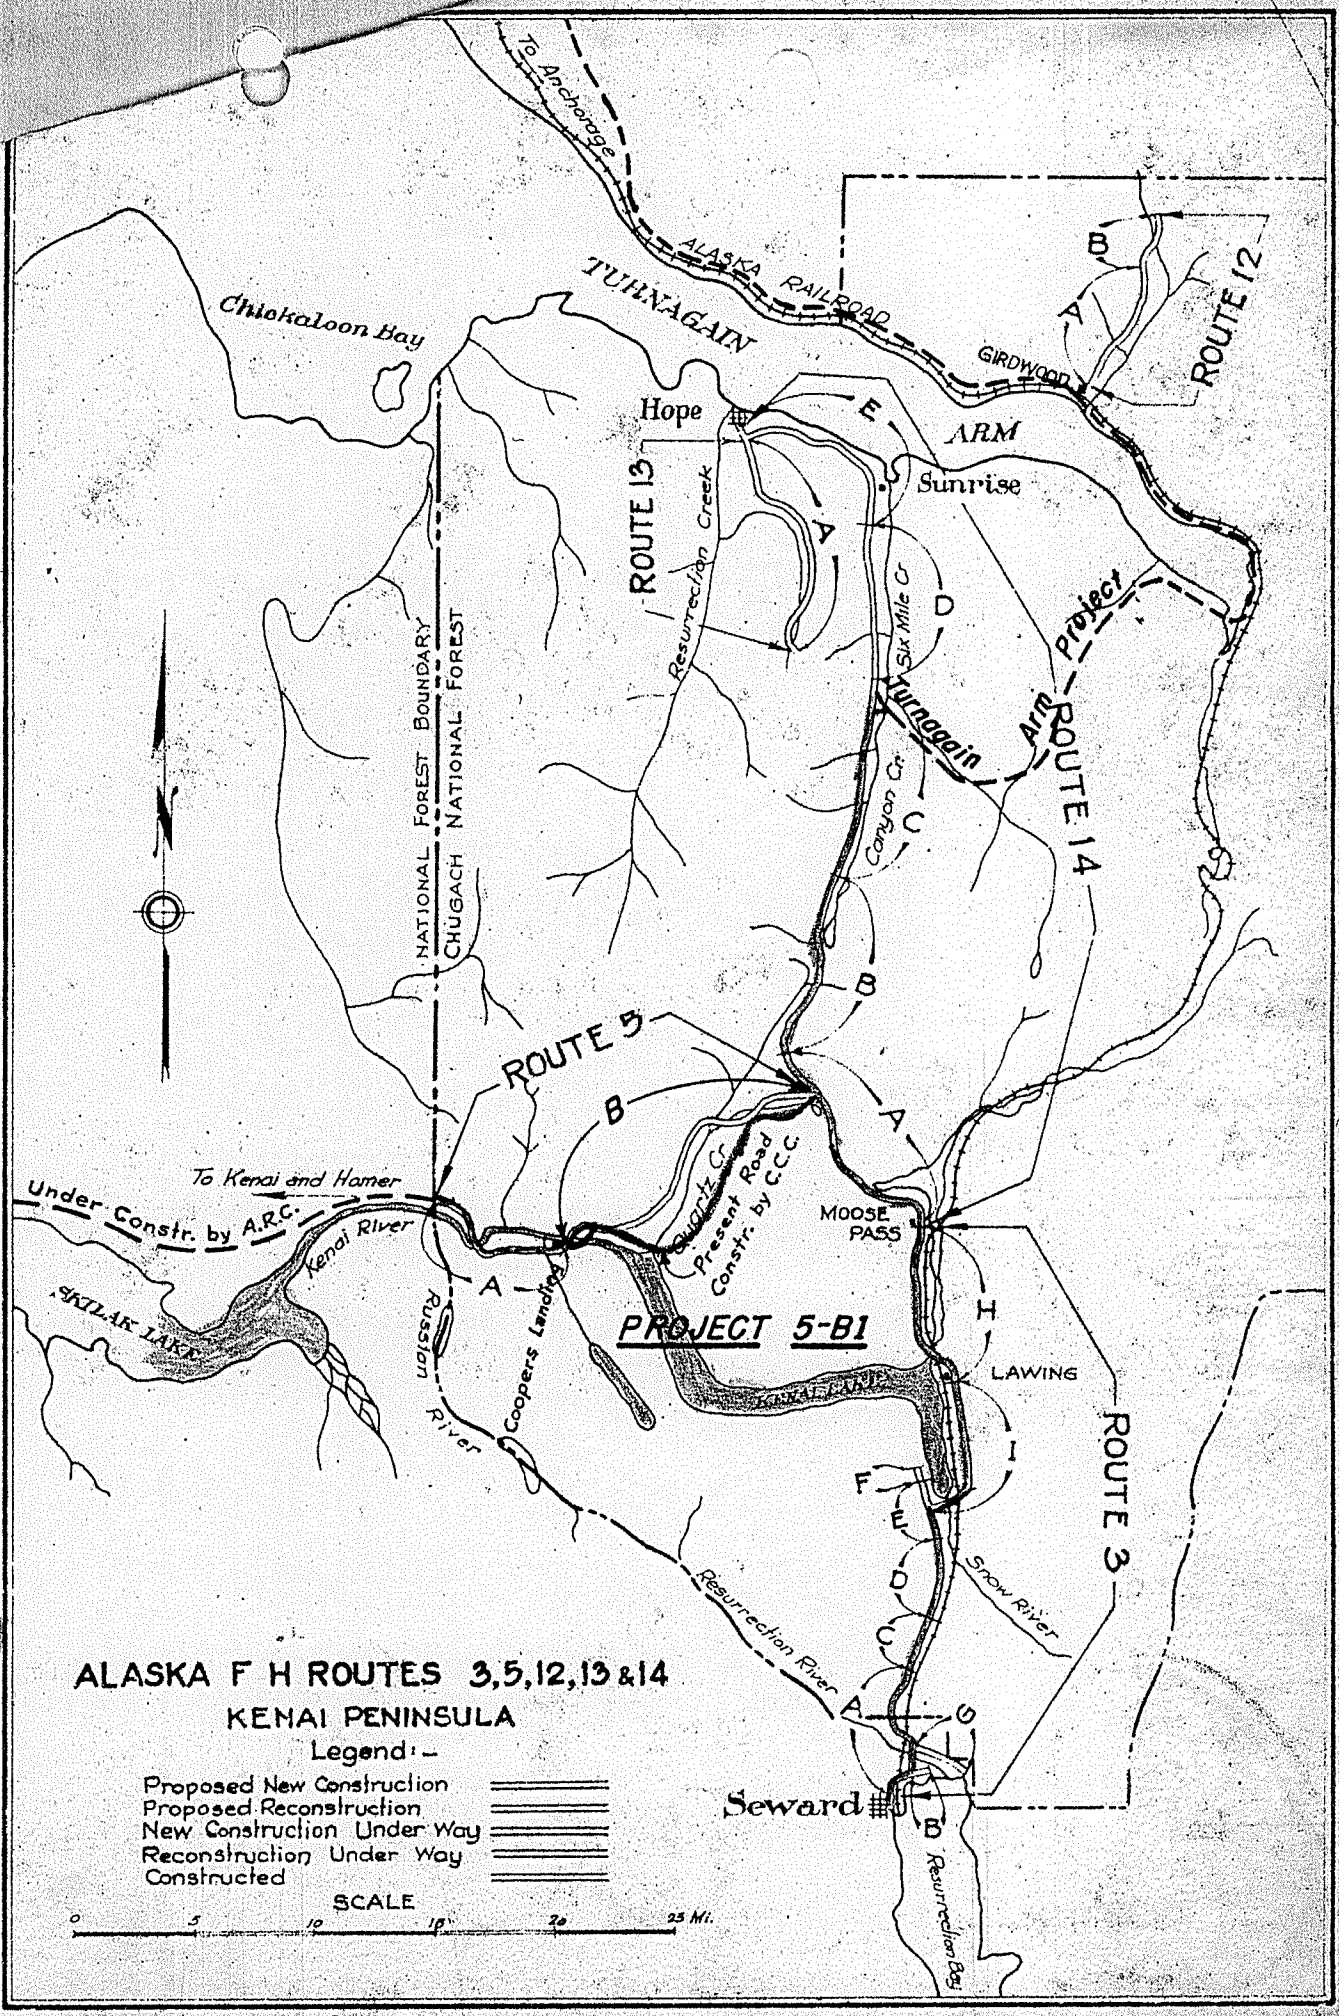 To Anchorage
ALASKA RAILROAD
TURNAGAIN
ARM
Chickaloon Bay
GIRDWOOD
B
A
ROUTE 12
Hope
E
Sunrise
ROUTE 13
Resurrection Creek
A
Six Mile Cr
D
Turnagain Arm Project
ROUTE 14
NATIONAL FOREST BOUNDARY
CHUGACH NATIONAL FOREST
N
Canyon Cr
C
B
ROUTE 5
B
A
To Kenai and Homer
Under Constr. by A.R.C.
Kenai River
Quartz Cr
Present Road
Constr. by C.C.C.
MOOSE
PASS
A
SKILAK LAKE
Russian
River
Coopers Landing
PROJECT 5-B1
H
LAWING
KENAI LAKE
I
ROUTE 3
F
E
D
C
Snow River
Resurrection River
A
G
Seward
B
Resurrection Bay
ALASKA F H ROUTES 3,5,12,13 &14
KENAI PENINSULA
Legend:-
Proposed New Construction
Proposed Reconstruction
New Construction Under Way
Reconstruction Under Way
Constructed
SCALE
0 5 10 15 20 25 Mi.